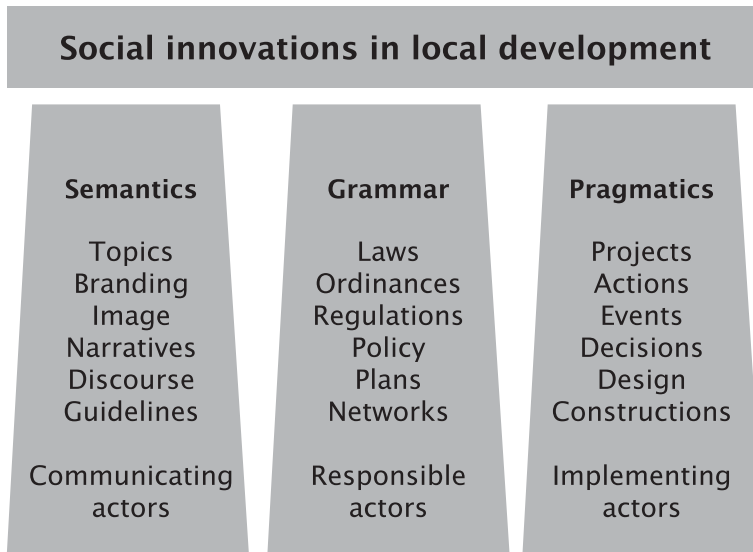 Social innovations in local development
Semantics
Topics
Branding
Image
Narratives
Discourse
Guidelines
Communicating
actors
Grammar
Laws
Ordinances
Regulations
Policy
Plans
Networks
Responsible
actors
Pragmatics
Projects
Actions
Events
Decisions
Design
Constructions
Implementing
actors